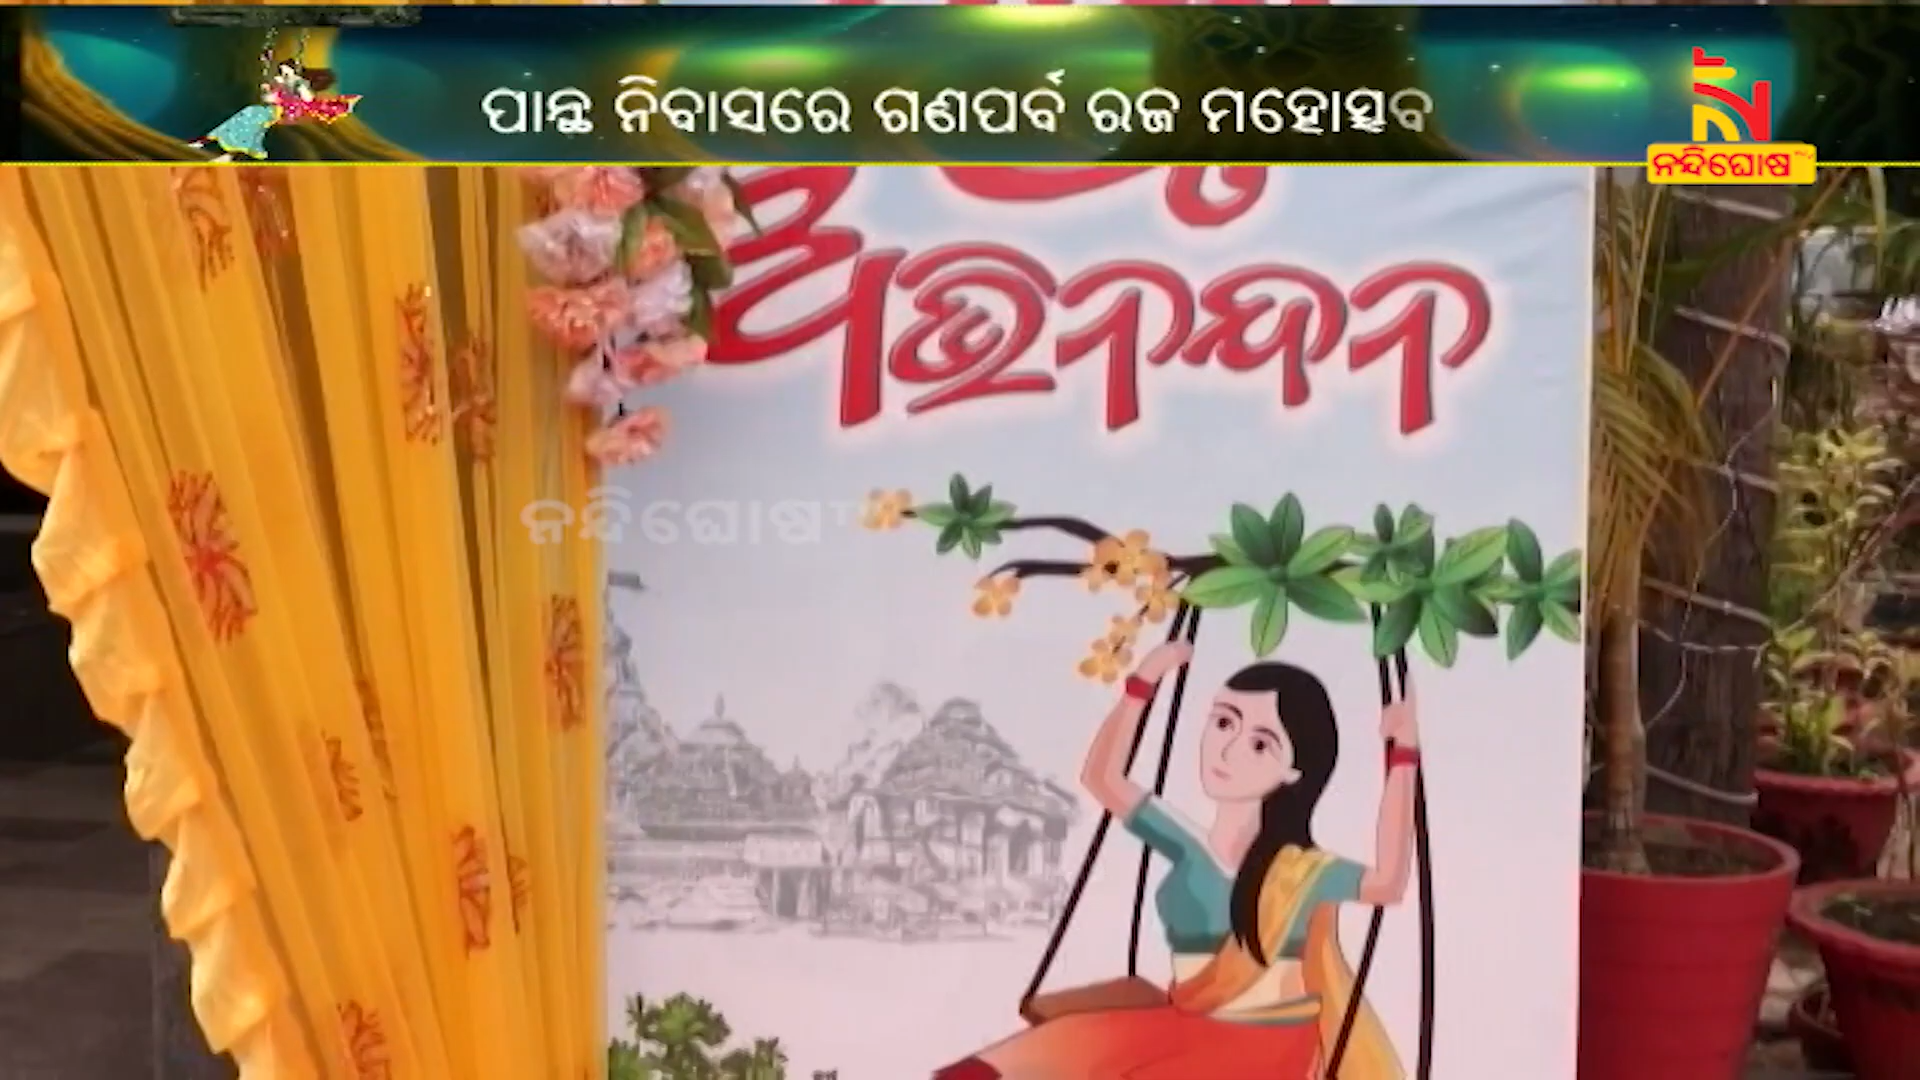 ପାନ୍ଥ ନିବାସରେ ଗଣପର୍ବ ରଜ ମହୋତ୍ସବ
ନନ୍ଦିଘୋଷ
ଅଭିନନ୍ଦନ
ନନ୍ଦିଘୋଷ